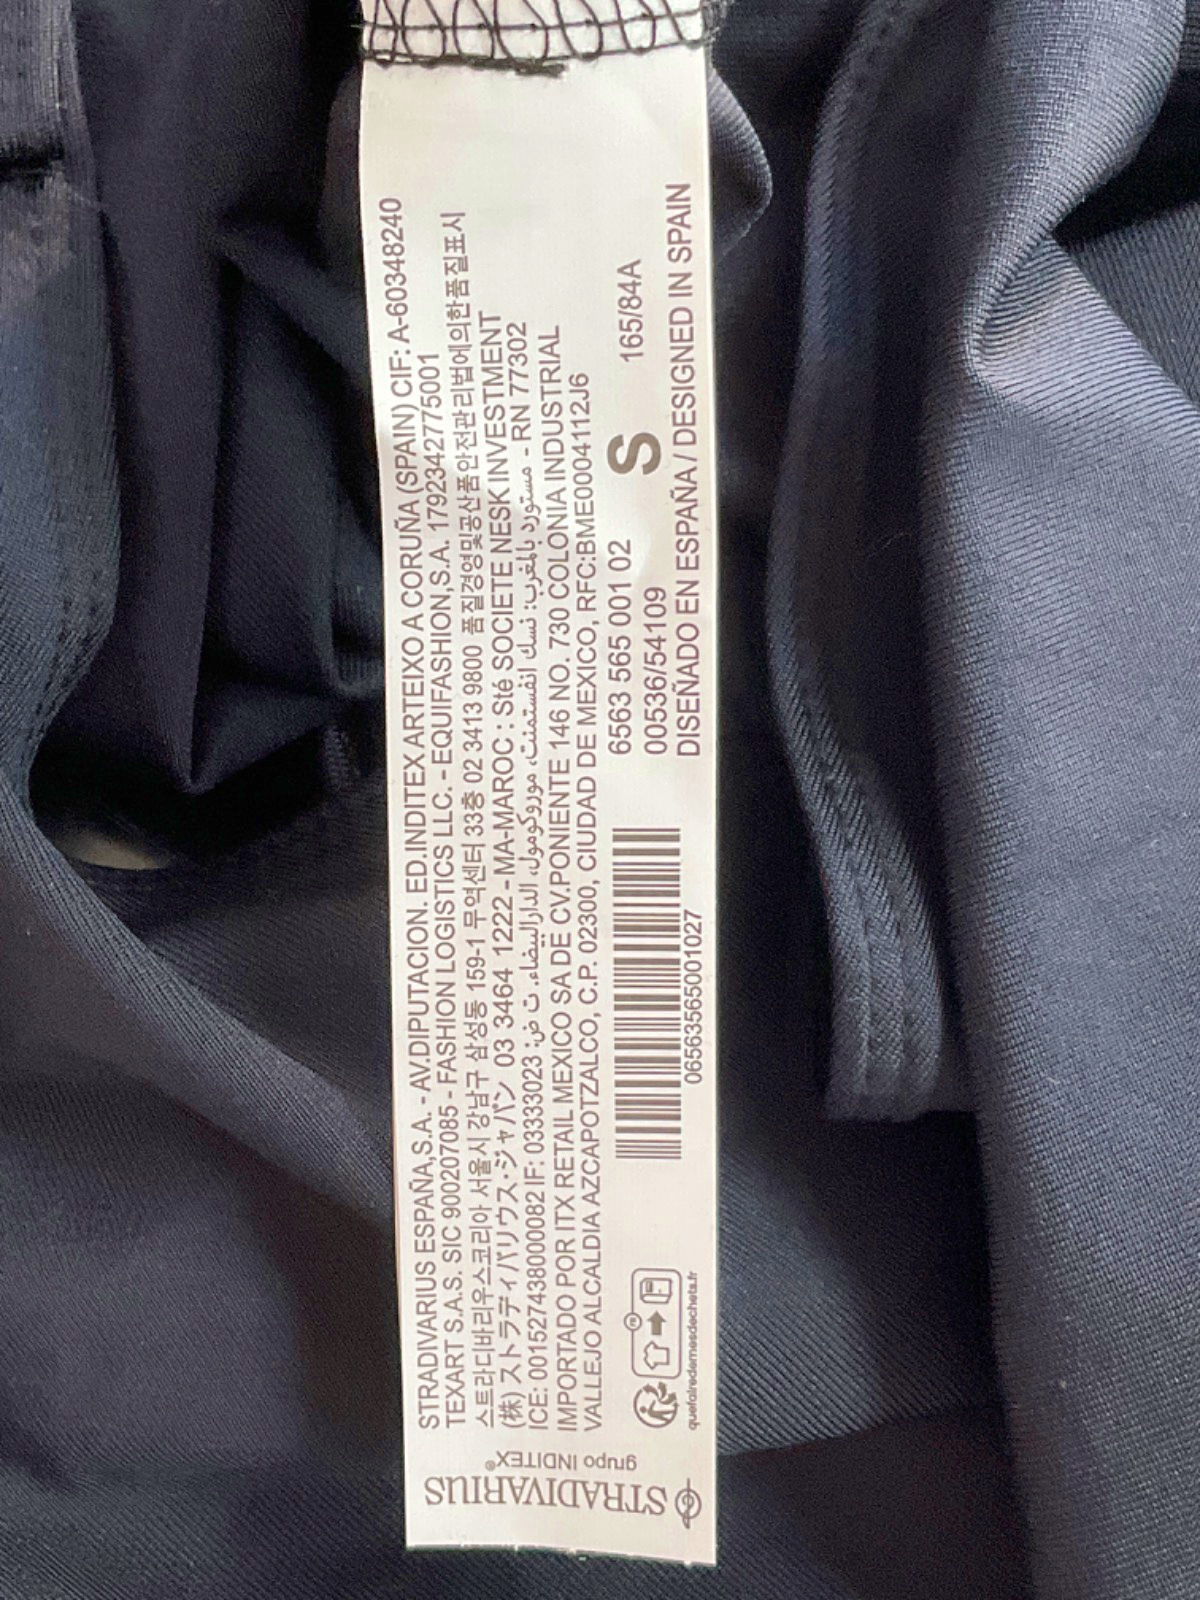 STRADIVARIUS
grupo INDITEX®
STRADIVARIUS ESPAÑA,S.A. - AV.DIPUTACION. ED.INDITEX ARTEIXO A CORUÑA (SPAIN) CIF: A-60348240
TEXART S.A.S. SIC 900207085 - FASHION LOGISTICS LLC. - EQUIFASHION,S.A. 1792342775001
스트라디바리우스코리아 서울시 강남구 삼성동 159-1 무역센터 33층 02 3413 9800 품질경영및공산품안전관리법에의한품질표시
(株) ストラディバリウス・ジャパン 03 3464 1222 - MA-MAROC : Sté SOCIETE NESK INVESTMENT
ICE: 001527438000082 IF: 03333023 مستورد بالمغرب: نسك انفستمنت، موروكومول، الدارالبيضاء. ت ض: - RN 77302
IMPORTADO POR ITX RETAIL MEXICO SA DE CV.PONIENTE 146 NO. 730 COLONIA INDUSTRIAL
VALLEJO ALCALDIA AZCAPOTZALCO, C.P. 02300, CIUDAD DE MEXICO, RFC:BME0004112J6
FR
quefairedemesdechets.fr
06563565001027
6563 565 001 02 S 165/84A
00536/54109
DISEÑADO EN ESPAÑA / DESIGNED IN SPAIN